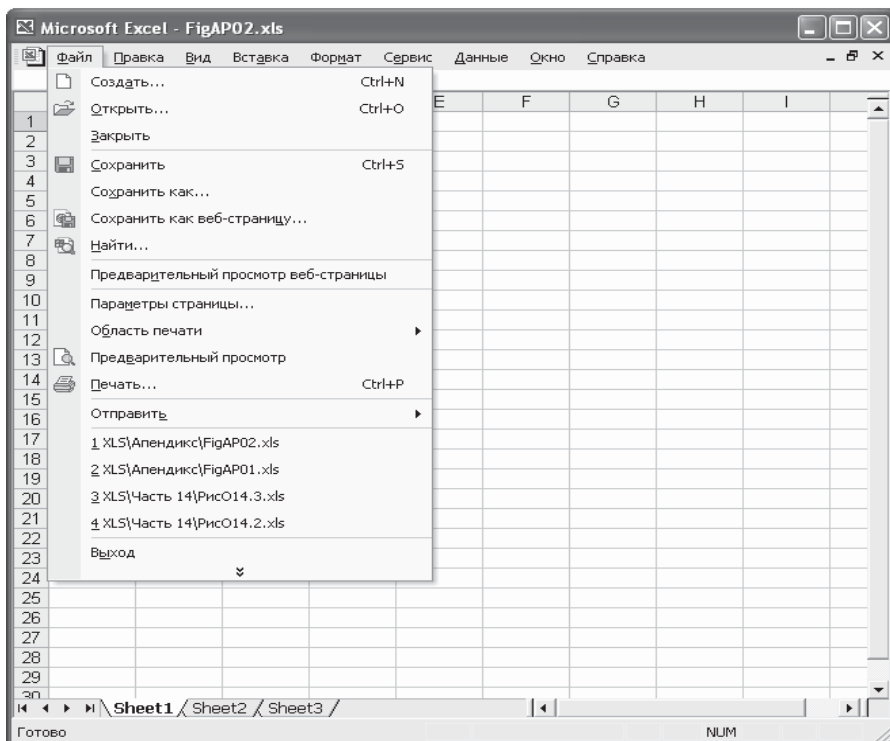 Microsoft Excel - FigAP02.xls
Файл Правка Вид Вставка Формат Сервис Данные Окно Справка
Создать... Ctrl+N
Открыть... Ctrl+O
Закрыть
Сохранить Ctrl+S
Сохранить как...
Сохранить как веб-страницу...
Найти...
Предварительный просмотр веб-страницы
Параметры страницы...
Область печати
Предварительный просмотр
Печать... Ctrl+P
Отправить
1 XLS\Апендикс\FigAP02.xls
2 XLS\Апендикс\FigAP01.xls
3 XLS\Часть 14\РисО14.3.xls
4 XLS\Часть 14\РисО14.2.xls
Выход
E F G H I
1
2
3
4
5
6
7
8
9
10
11
12
13
14
15
16
17
18
19
20
21
22
23
24
25
26
27
28
29
30
Sheet1 Sheet2 Sheet3
Готово NUM